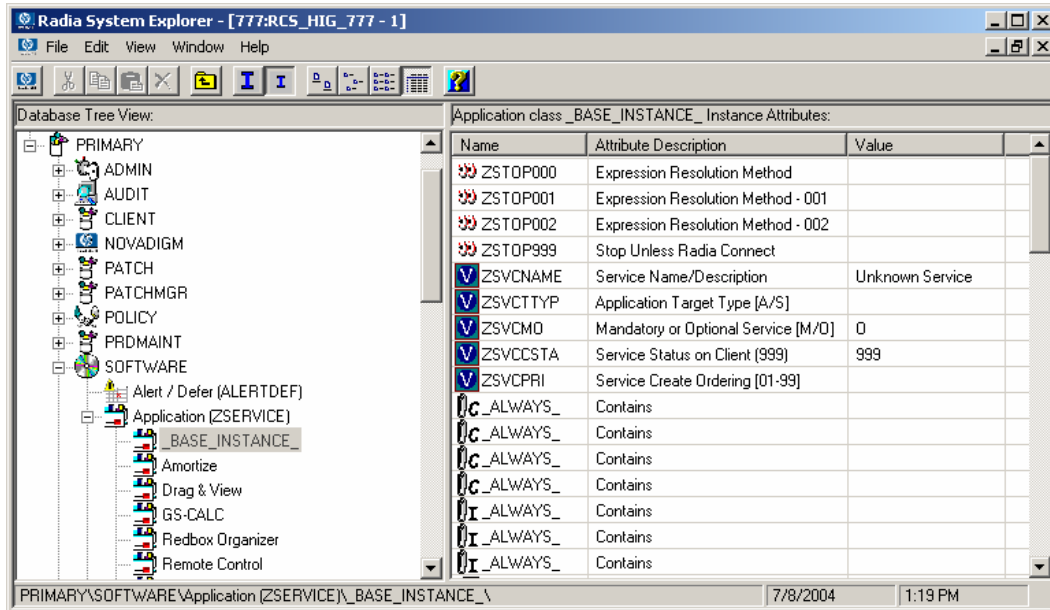 Radia System Explorer - [777:RCS_HIG_777 - 1]
File Edit View Window Help
Database Tree View:
PRIMARY
ADMIN
AUDIT
CLIENT
NOVADIGM
PATCH
PATCHMGR
POLICY
PRDMAINT
SOFTWARE
Alert / Defer (ALERTDEF)
Application (ZSERVICE)
_BASE_INSTANCE_
Amortize
Drag & View
GS-CALC
Redbox Organizer
Remote Control
Application class _BASE_INSTANCE_ Instance Attributes:
Name Attribute Description Value
ZSTOP000 Expression Resolution Method
ZSTOP001 Expression Resolution Method - 001
ZSTOP002 Expression Resolution Method - 002
ZSTOP999 Stop Unless Radia Connect
V ZSVCNAME Service Name/Description Unknown Service
V ZSVCTTYP Application Target Type [A/S]
V ZSVCMO Mandatory or Optional Service [M/O] O
V ZSVCCSTA Service Status on Client (999) 999
V ZSVCPRI Service Create Ordering [01-99]
C _ALWAYS_ Contains
C _ALWAYS_ Contains
C _ALWAYS_ Contains
C _ALWAYS_ Contains
I _ALWAYS_ Contains
I _ALWAYS_ Contains
I _ALWAYS_ Contains
PRIMARY\SOFTWARE\Application (ZSERVICE)\_BASE_INSTANCE_\ 7/8/2004 1:19 PM